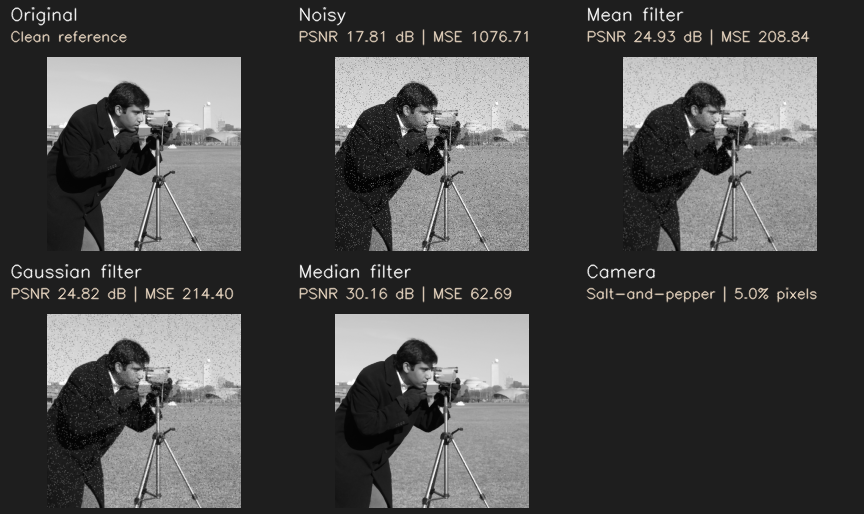 Original
Clean reference
Noisy
PSNR 17.81 dB | MSE 1076.71
Mean filter
PSNR 24.93 dB | MSE 208.84
Gaussian filter
PSNR 24.82 dB | MSE 214.40
Median filter
PSNR 30.16 dB | MSE 62.69
Camera
Salt-and-pepper | 5.0% pixels